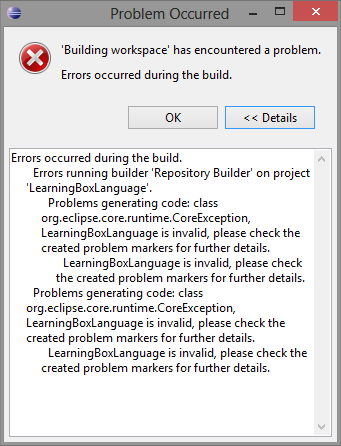 Problem Occurred
'Building workspace' has encountered a problem.
Errors occurred during the build.
OK
<< Details
Errors occurred during the build.
Errors running builder 'Repository Builder' on project
'LearningBoxLanguage'.
Problems generating code: class
org.eclipse.core.runtime.CoreException,
LearningBoxLanguage is invalid, please check the
created problem markers for further details.
LearningBoxLanguage is invalid, please check
the created problem markers for further details.
Problems generating code: class
org.eclipse.core.runtime.CoreException,
LearningBoxLanguage is invalid, please check the
created problem markers for further details.
LearningBoxLanguage is invalid, please check the
created problem markers for further details.